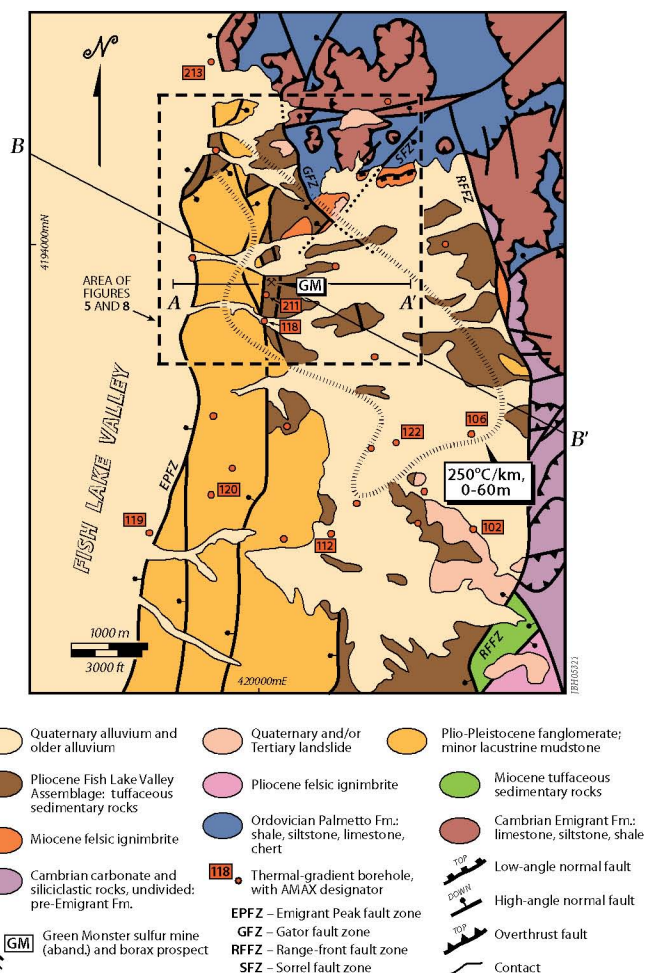 N
213
B
SFZ
GFZ
RFFZ
4194000mN
AREA OF
FIGURES
5 AND 8
A
GM
A'
211
118
FISH LAKE VALLEY
106
122
B'
250°C/km,
0-60m
EPFZ
120
119
102
112
1000 m
3000 ft
RFFZ
420000mE
IBH05321
Quaternary alluvium and
older alluvium
Quaternary and/or
Tertiary landslide
Plio-Pleistocene fanglomerate;
minor lacustrine mudstone
Pliocene Fish Lake Valley
Assemblage: tuffaceous
sedimentary rocks
Pliocene felsic ignimbrite
Miocene tuffaceous
sedimentary rocks
Miocene felsic ignimbrite
Ordovician Palmetto Fm.:
shale, siltstone, limestone,
chert
Cambrian Emigrant Fm.:
limestone, siltstone, shale
Cambrian carbonate and
siliciclastic rocks, undivided:
pre-Emigrant Fm.
118 Thermal-gradient borehole,
with AMAX designator
TOP Low-angle normal fault
DOWN High-angle normal fault
EPFZ – Emigrant Peak fault zone
GFZ – Gator fault zone
RFFZ – Range-front fault zone
SFZ – Sorrel fault zone
GM Green Monster sulfur mine
(aband.) and borax prospect
TOP Overthrust fault
Contact